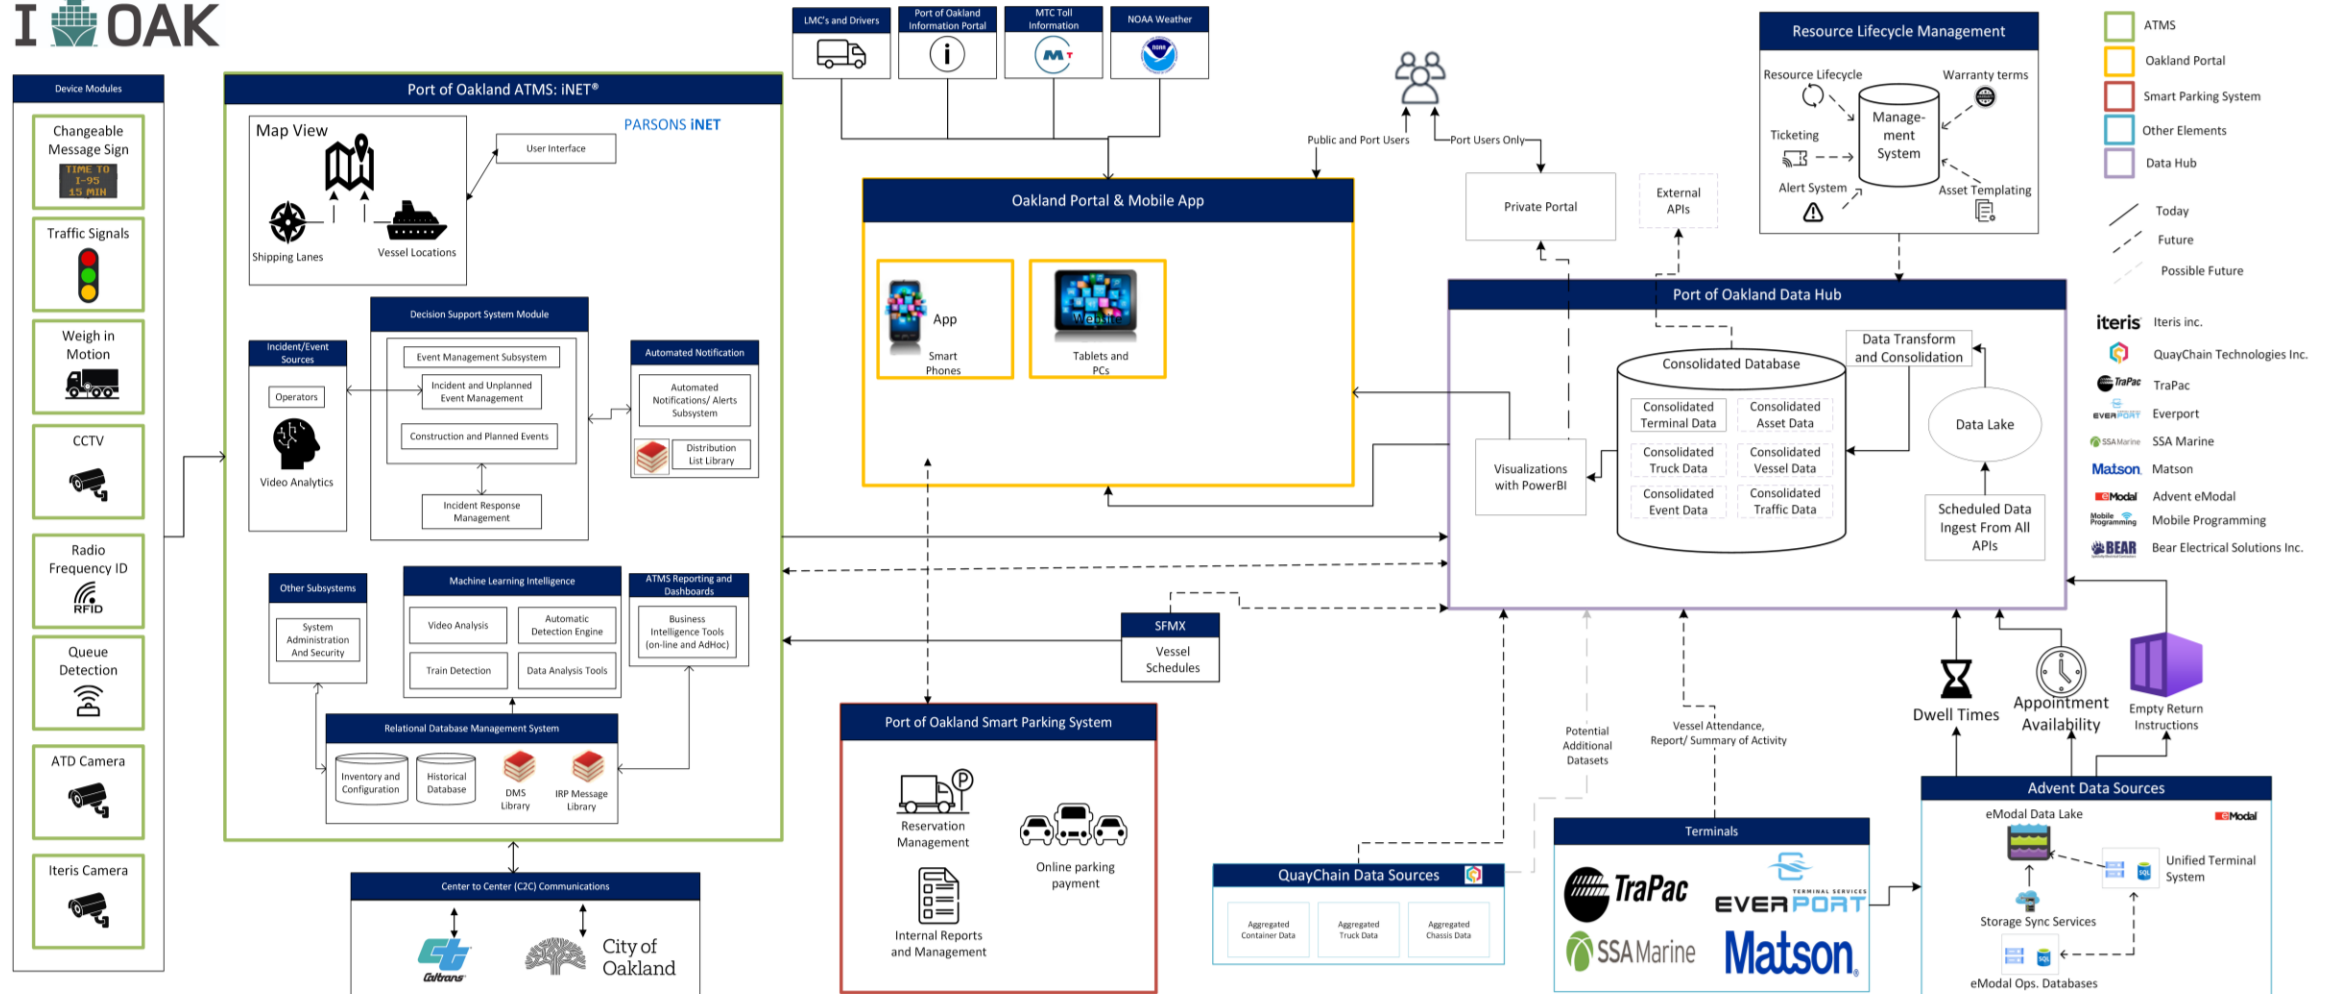 I OAK
Device Modules
Changeable
Message Sign
TIME TO
I-95
15 MIN
Traffic Signals
Weigh in
Motion
CCTV
Radio
Frequency ID
RFID
Queue
Detection
ATD Camera
Iteris Camera
Port of Oakland ATMS: iNET®
PARSONS iNET
Map View
Shipping Lanes
Vessel Locations
User Interface
Decision Support System Module
Event Management Subsystem
Incident and Unplanned
Event Management
Construction and Planned Events
Incident Response
Management
Incident/Event
Sources
Operators
Video Analytics
Automated Notification
Automated
Notifications/ Alerts
Subsystem
Distribution
List Library
Other Subsystems
System
Administration
And Security
Machine Learning Intelligence
Video Analysis
Automatic
Detection Engine
Train Detection
Data Analysis Tools
ATMS Reporting and
Dashboards
Business
Intelligence Tools
(on-line and AdHoc)
Relational Database Management System
Inventory and
Configuration
Historical
Database
DMS
Library
IRP Message
Library
Center to Center (C2C) Communications
Caltrans
City of
Oakland
LMC's and Drivers
Port of Oakland
Information Portal
i
MTC Toll
Information
MT
NOAA Weather
NOAA
Public and Port Users
Port Users Only
Oakland Portal & Mobile App
App
Smart
Phones
Website
Tablets and
PCs
Private Portal
External
APIs
SFMX
Vessel
Schedules
Port of Oakland Smart Parking System
P
Reservation
Management
Online parking
payment
Internal Reports
and Management
Resource Lifecycle Management
Resource Lifecycle
Warranty terms
Manage-
ment
System
Ticketing
Alert System
Asset Templating
Port of Oakland Data Hub
Consolidated Database
Consolidated
Terminal Data
Consolidated
Asset Data
Consolidated
Truck Data
Consolidated
Vessel Data
Consolidated
Event Data
Consolidated
Traffic Data
Visualizations
with PowerBI
Data Transform
and Consolidation
Data Lake
Scheduled Data
Ingest From All
APIs
Potential
Additional
Datasets
Vessel Attendance,
Report/ Summary of Activity
Dwell Times
Appointment
Availability
Empty Return
Instructions
QuayChain Data Sources
Aggregated
Container Data
Aggregated
Truck Data
Aggregated
Chassis Data
Terminals
TraPac
TERMINAL SERVICES
EVERPORT
SSA Marine
Matson®
Advent Data Sources
eModal Data Lake
eModal
SQL
Unified Terminal
System
Storage Sync Services
SQL
eModal Ops. Databases
ATMS
Oakland Portal
Smart Parking System
Other Elements
Data Hub
Today
Future
Possible Future
iteris Iteris inc.
QuayChain Technologies Inc.
TraPac TraPac
EVERPORT Everport
SSA Marine SSA Marine
Matson Matson
eModal Advent eModal
Mobile Programming Mobile Programming
BEAR Bear Electrical Solutions Inc.